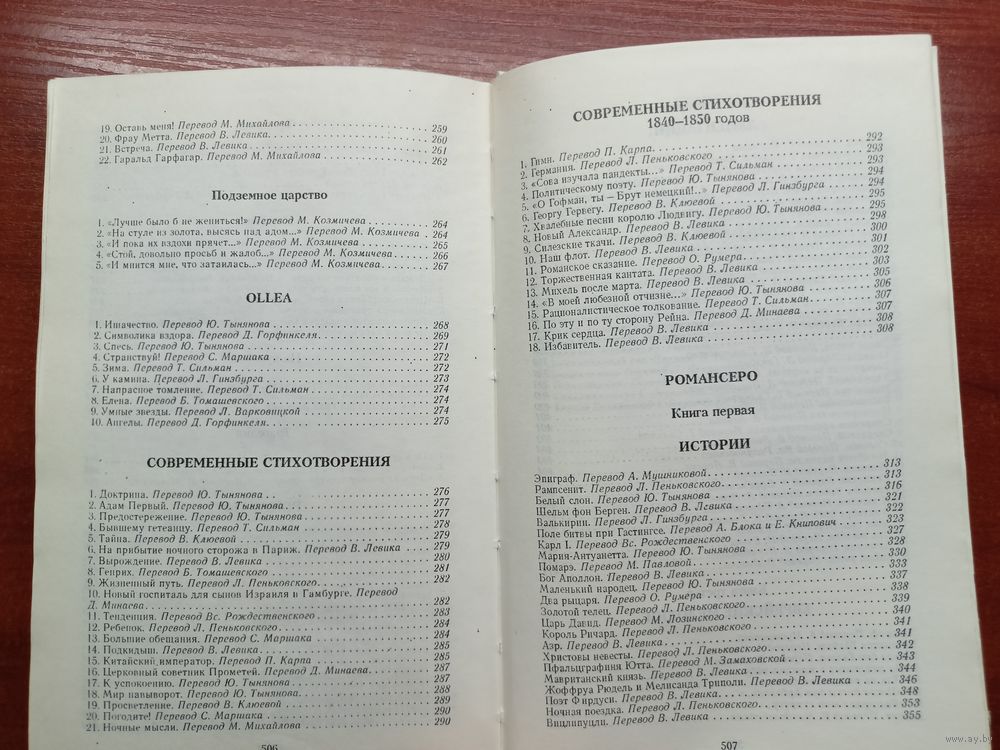 19. Оставь меня! Перевод М. Михайлова 259
20. Фрау Метта. Перевод В. Левика 260
21. Встреча. Перевод В. Левика 261
22. Гаральд Гарфагар. Перевод М. Михайлова 262
Подземное царство
1. «Лучше было б не жениться!» Перевод М. Козмичева 264
2. «На стуле из золота, высясь над адом...» Перевод М. Козмичева 264
3. «И пока их вздохи прячет...» Перевод М. Козмичева 265
4. «Стой, довольно просьб и жалоб...» Перевод М. Козмичева 266
5. «И мнится мне, что затаилась...» Перевод М. Козмичева 267
OLLEA
1. Ишачество. Перевод Ю. Тынянова 268
2. Символика вздора. Перевод Д. Горфинкеля 269
3. Спесь. Перевод Ю. Тынянова 271
4. Странствуй! Перевод С. Маршака 272
5. Зима. Перевод Т. Сильман 272
6. У камина. Перевод Л. Гинзбурга 273
7. Напрасное томление. Перевод Т. Сильман 274
8. Елена. Перевод Б. Томашевского 274
9. Умные звезды. Перевод Л. Варковицкой 274
10. Ангелы. Перевод Д. Горфинкеля 275
СОВРЕМЕННЫЕ СТИХОТВОРЕНИЯ
1. Доктрина. Перевод Ю. Тынянова 276
2. Адам Первый. Перевод Ю. Тынянова 277
3. Предостережение. Перевод Ю. Тынянова 277
4. Бывшему гетеанцу. Перевод Т. Сильман 278
5. Тайна. Перевод В. Клюевой 279
6. На прибытие ночного сторожа в Париж. Перевод В. Левика 279
7. Вырождение. Перевод В. Левика 280
8. Генрих. Перевод Б. Томашевского 281
9. Жизненный путь. Перевод Л. Пеньковского 282
10. Новый госпиталь для сынов Израиля в Гамбурге. Перевод
Д. Минаева 282
11. Тенденция. Перевод Вс. Рождественского 283
12. Ребенок. Перевод Л. Пеньковского 284
13. Большие обещания. Перевод С. Маршака 284
14. Подкидыш. Перевод В. Левика 285
15. Китайский император. Перевод П. Карпа 285
16. Церковный советник Прометей. Перевод Д. Минаева 287
17. К успокоению. Перевод Ю. Тынянова 287
18. Мир навыворот. Перевод Ю. Тынянова 288
19. Просветление. Перевод В. Клюевой 289
20. Погодите! Перевод С. Маршака 290
21. Ночные мысли. Перевод М. Михайлова 290
506
СОВРЕМЕННЫЕ СТИХОТВОРЕНИЯ
1840–1850 годов
1. Гимн. Перевод П. Карпа 292
2. Германия. Перевод Л. Пеньковского 293
3. «Сова изучала пандекты...» Перевод Т. Сильман 293
4. Политическому поэту. Перевод Ю. Тынянова 294
5. «О Гофман, ты – Брут немецкий!..» Перевод Л. Гинзбурга 294
6. Георгу Гервегу. Перевод В. Клюевой 295
7. Хвалебные песни королю Людвигу. Перевод Ю. Тынянова 295
8. Новый Александр. Перевод В. Левика 298
9. Силезские ткачи. Перевод В. Клюевой 300
10. Наш флот. Перевод В. Левика 301
11. Романское сказание. Перевод О. Румера 302
12. Торжественная кантата. Перевод В. Левика 303
13. Михель после марта. Перевод В. Левика 305
14. «В моей любезной отчизне...» Перевод Ю. Тынянова 306
15. Рационалистическое толкование. Перевод Т. Сильман 307
16. По эту и по ту сторону Рейна. Перевод Д. Минаева 307
17. Крик сердца. Перевод В. Левика 308
18. Избавитель. Перевод В. Левика 308
РОМАНСЕРО
Книга первая
ИСТОРИИ
Эпиграф. Перевод А. Мушниковой 313
Рампсенит. Перевод Л. Пеньковского 313
Белый слон. Перевод Ю. Тынянова 316
Шельм фон Берген. Перевод В. Левика 321
Валькирии. Перевод Л. Гинзбурга 322
Поле битвы при Гастингсе. Перевод А. Блока и Е. Книпович 323
Карл I. Перевод Вс. Рождественского 327
Мария-Антуанетта. Перевод Ю. Тынянова 328
Помарэ. Перевод М. Павловой 330
Бог Аполлон. Перевод В. Левика 333
Маленький народец. Перевод Ю. Тынянова 337
Два рыцаря. Перевод О. Румера 338
Золотой телец. Перевод Л. Пеньковского 339
Царь Давид. Перевод М. Лозинского 340
Король Ричард. Перевод Л. Пеньковского 341
Азр. Перевод В. Левика 341
Христовы невесты. Перевод Л. Пеньковского 342
Пфальцграфиня Ютта. Перевод М. Замаховской 343
Мавританский князь. Перевод В. Левика 344
Жоффруа Рюдель и Мелисанда Триполи. Перевод В. Левика 346
Поэт Фирдуси. Перевод В. Левика 348
Ночная поездка. Перевод Л. Пеньковского 353
Вицлипуцли. Перевод В. Левика 355
507
www.ay.by